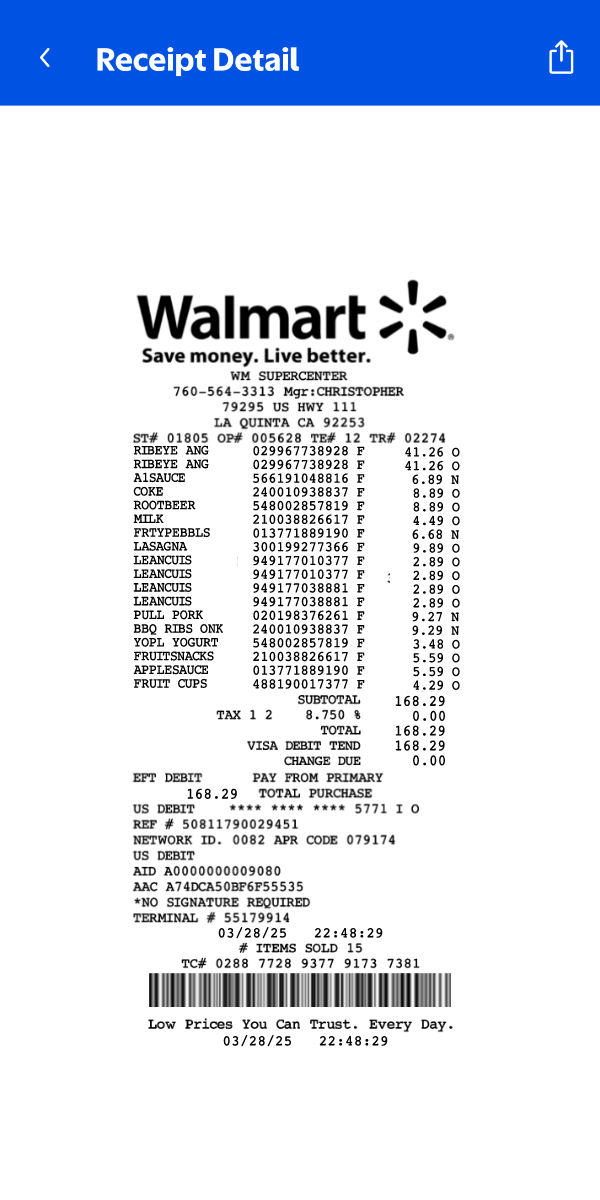 Receipt Detail
Walmart
Save money. Live better.
WM SUPERCENTER
760-564-3313 Mgr:CHRISTOPHER
79295 US HWY 111
LA QUINTA CA 92253
ST# 01805 OP# 005628 TE# 12 TR# 02274
RIBEYE ANG 029967738928 F 41.26 O
RIBEYE ANG 029967738928 F 41.26 O
A1SAUCE 566191048816 F 6.89 N
COKE 240010938837 F 8.89 O
ROOTBEER 548002857819 F 8.89 O
MILK 210038826617 F 4.49 O
FRTYPEBBLS 013771889190 F 6.68 N
LASAGNA 300199277366 F 9.89 O
LEANCUIS 949177010377 F 2.89 O
LEANCUIS 949177010377 F 2.89 O
LEANCUIS 949177038881 F 2.89 O
LEANCUIS 949177038881 F 2.89 O
PULL PORK 020198376261 F 9.27 N
BBQ RIBS ONK 240010938837 F 9.29 N
YOPL YOGURT 548002857819 F 3.48 O
FRUITSNACKS 210038826617 F 5.59 O
APPLESAUCE 013771889190 F 5.59 O
FRUIT CUPS 488190017377 F 4.29 O
SUBTOTAL 168.29
TAX 1 2 8.750 % 0.00
TOTAL 168.29
VISA DEBIT TEND 168.29
CHANGE DUE 0.00
EFT DEBIT PAY FROM PRIMARY
168.29 TOTAL PURCHASE
US DEBIT **** **** **** 5771 I O
REF # 50811790029451
NETWORK ID. 0082 APR CODE 079174
US DEBIT
AID A0000000009080
AAC A74DCA50BF6F55535
*NO SIGNATURE REQUIRED
TERMINAL # 55179914
03/28/25 22:48:29
# ITEMS SOLD 15
TC# 0288 7728 9377 9173 7381
Low Prices You Can Trust. Every Day.
03/28/25 22:48:29